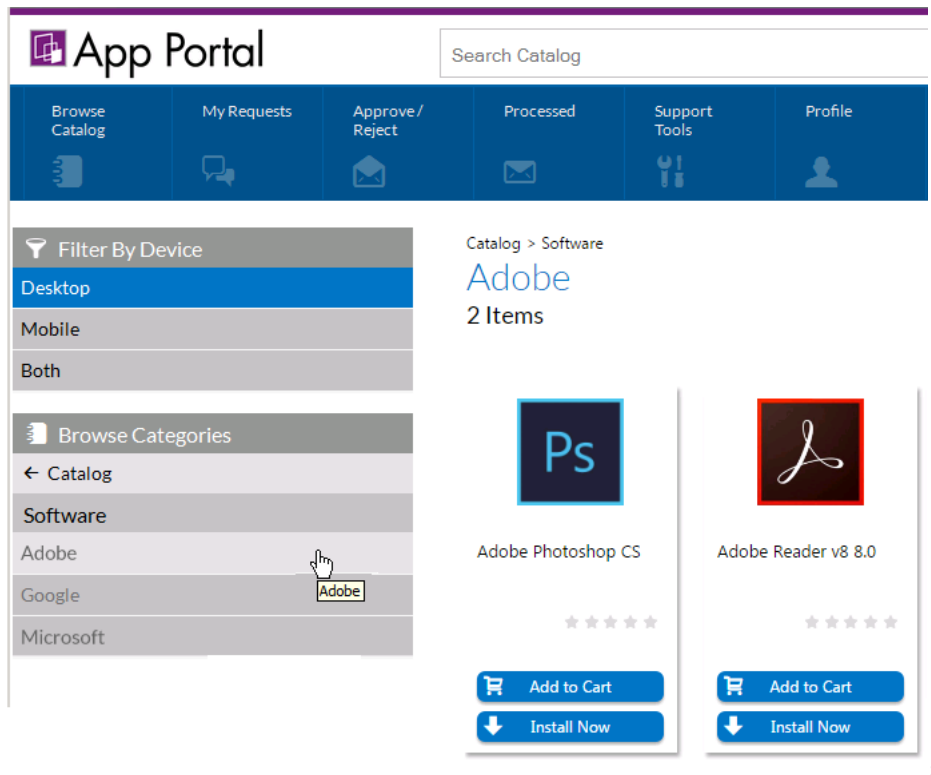 App Portal
Search Catalog
Browse
Catalog
My Requests
Approve /
Reject
Processed
Support
Tools
Profile
Filter By Device
Desktop
Mobile
Both
Browse Categories
← Catalog
Software
Adobe
Adobe
Google
Microsoft
Catalog > Software
Adobe
2 Items
Ps
Adobe Photoshop CS
Add to Cart
Install Now
Adobe Reader v8 8.0
Add to Cart
Install Now